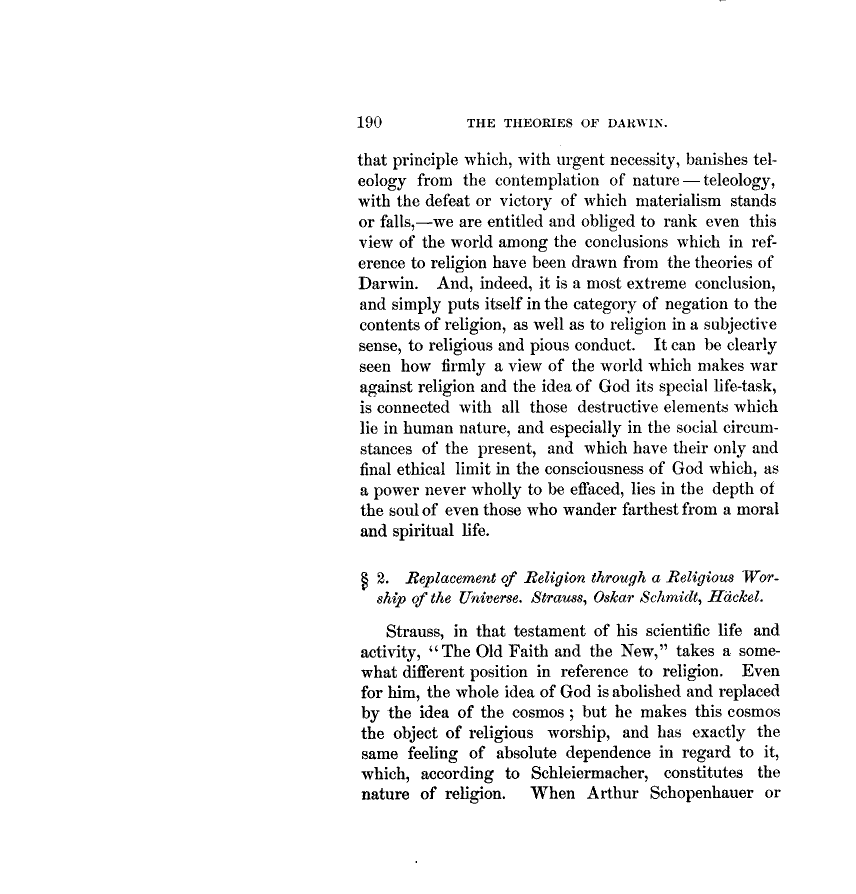 190 THE THEORIES OF DARWIN.
that principle which, with urgent necessity, banishes tel-
eology from the contemplation of nature — teleology,
with the defeat or victory of which materialism stands
or falls,—we are entitled and obliged to rank even this
view of the world among the conclusions which in ref-
erence to religion have been drawn from the theories of
Darwin. And, indeed, it is a most extreme conclusion,
and simply puts itself in the category of negation to the
contents of religion, as well as to religion in a subjective
sense, to religious and pious conduct. It can be clearly
seen how firmly a view of the world which makes war
against religion and the idea of God its special life-task,
is connected with all those destructive elements which
lie in human nature, and especially in the social circum-
stances of the present, and which have their only and
final ethical limit in the consciousness of God which, as
a power never wholly to be effaced, lies in the depth of
the soul of even those who wander farthest from a moral
and spiritual life.
§ 2. Replacement of Religion through a Religious Wor-
ship of the Universe. Strauss, Oskar Schmidt, Häckel.
Strauss, in that testament of his scientific life and
activity, "The Old Faith and the New," takes a some-
what different position in reference to religion. Even
for him, the whole idea of God is abolished and replaced
by the idea of the cosmos ; but he makes this cosmos
the object of religious worship, and has exactly the
same feeling of absolute dependence in regard to it,
which, according to Schleiermacher, constitutes the
nature of religion. When Arthur Schopenhauer or